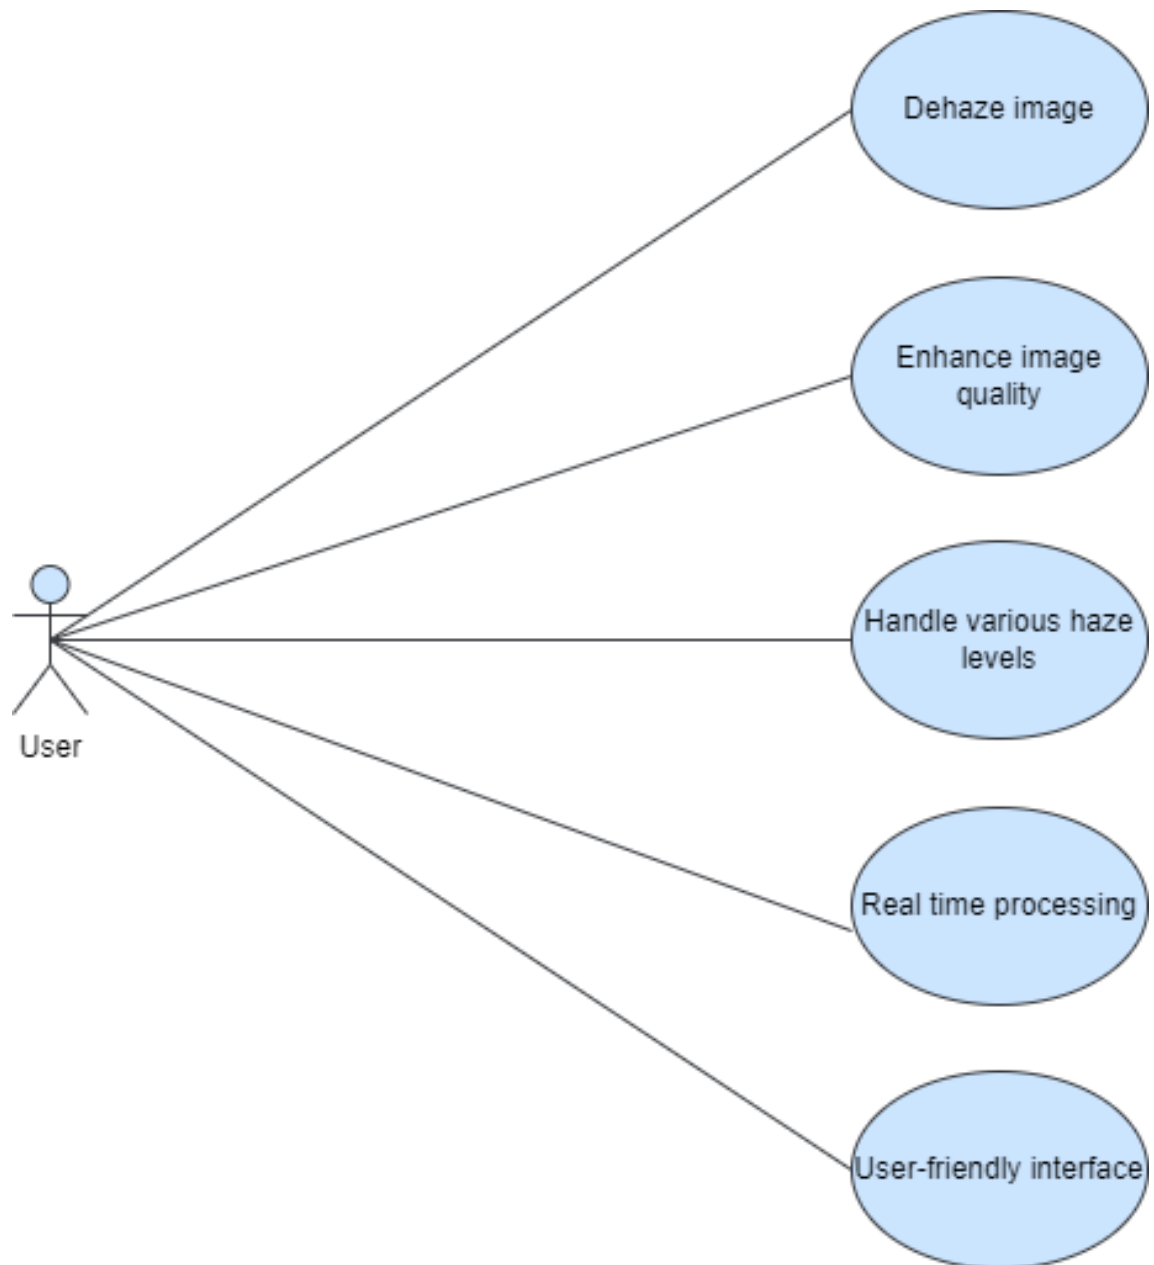 Dehaze image
Enhance image
quality
Handle various haze
levels
User
Real time processing
User-friendly interface